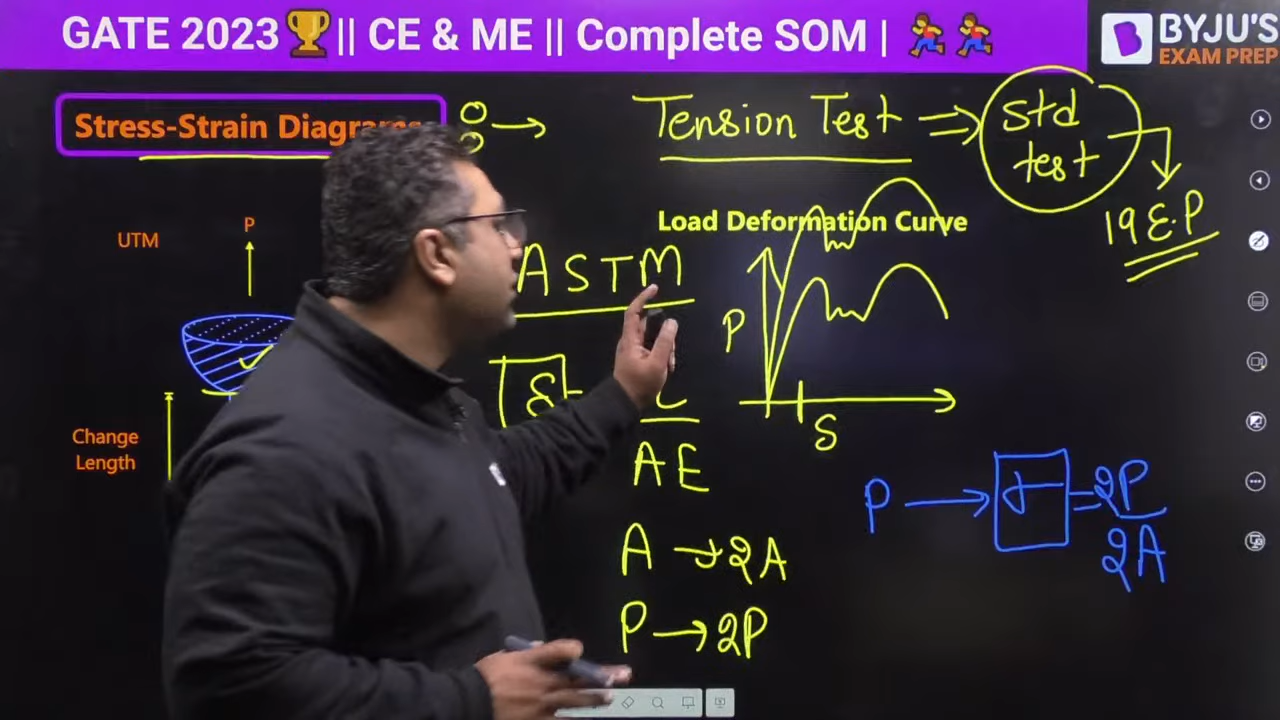 GATE 2023🏆|| CE & ME || Complete SOM | 🏃🏃
BYJU'S
EXAM PREP
Stress-Strain Diagrams
Tension Test ⇒ std
test
19 E.P
UTM
P
Load Deformation Curve
ASTM
P
δ
Change
Length
δ
AE
A → 2A
P → 2P
P → σ = 2P
2A